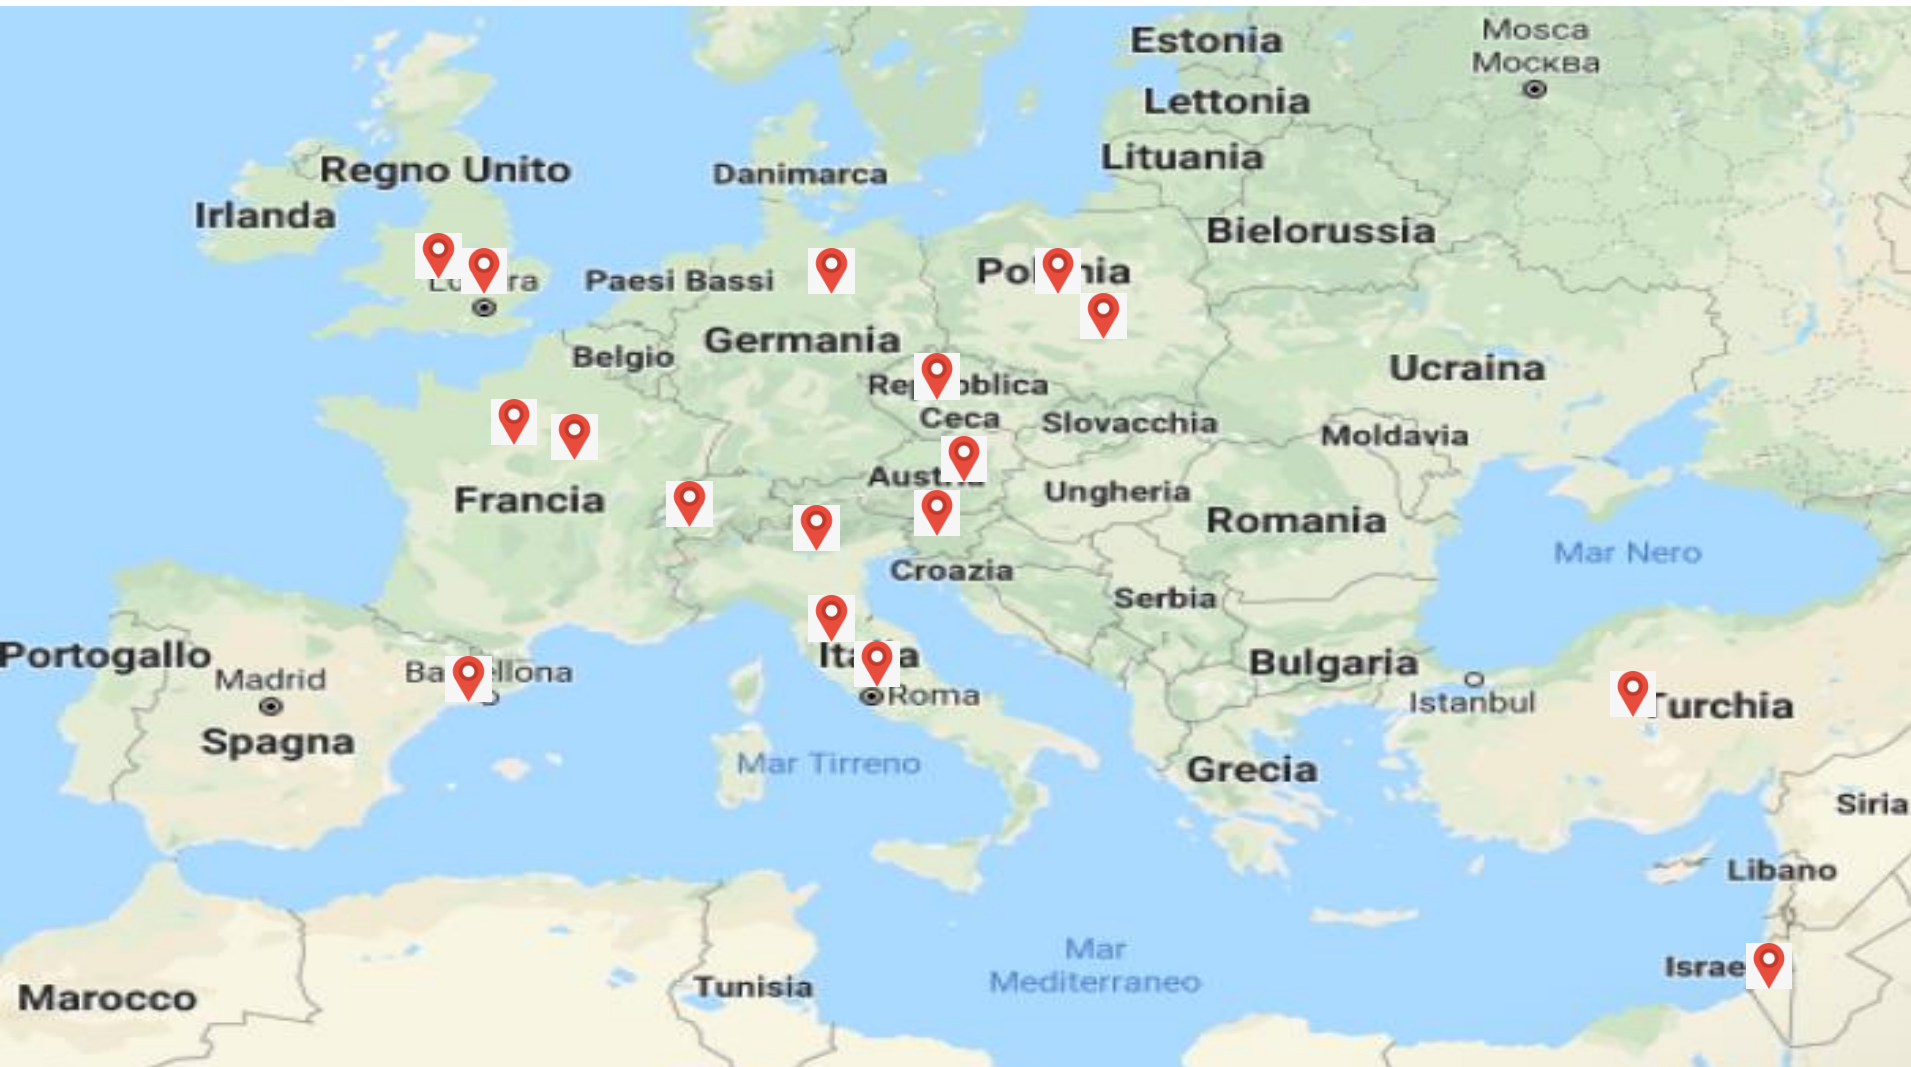 Estonia
Mosca
Москва
Lettonia
Lituania
Regno Unito
Danimarca
Irlanda
Bielorussia
Paesi Bassi
Germania
Belgio
Ucraina
Ceca
Slovacchia
Moldavia
Francia
Ungheria
Romania
Mar Nero
Croazia
Serbia
Portogallo
Madrid
Bulgaria
Roma
Istanbul
Turchia
Spagna
Mar Tirreno
Grecia
Siria
Libano
Mar
Mediterraneo
Marocco
Tunisia